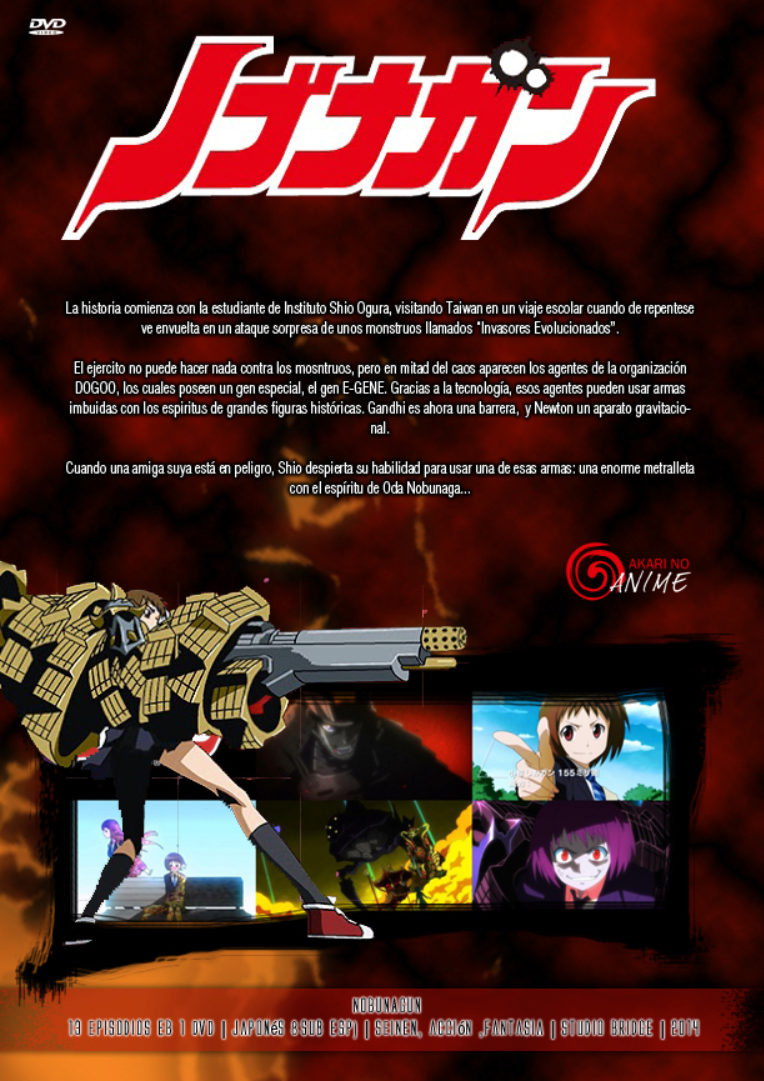 DVD
VIDEO
ノブナガン
La historia comienza con la estudiante de Instituto Shio Ogura, visitando Taiwan en un viaje escolar cuando de repentese
ve envuelta en un ataque sorpresa de unos monstruos llamados "Invasores Evolucionados".
El ejercito no puede hacer nada contra los mosntruos, pero en mitad del caos aparecen los agentes de la organización
DOGOO, los cuales poseen un gen especial, el gen E-GENE. Gracias a la tecnología, esos agentes pueden usar armas
imbuidas con los espiritus de grandes figuras históricas. Gandhi es ahora una barrera, y Newton un aparato gravitacio-
nal.
Cuando una amiga suya está en peligro, Shio despierta su habilidad para usar una de esas armas: una enorme metralleta
con el espíritu de Oda Nobunaga...
AKARI NO
ANIME
155ミリ
NOBUNAGUN
13 EPISODIOS EB 1 DVD | JAPONéS &SUB ESP) | SEINEN, ACCIóN ,FANTASIA | STUDIO BRIDGE | 2014